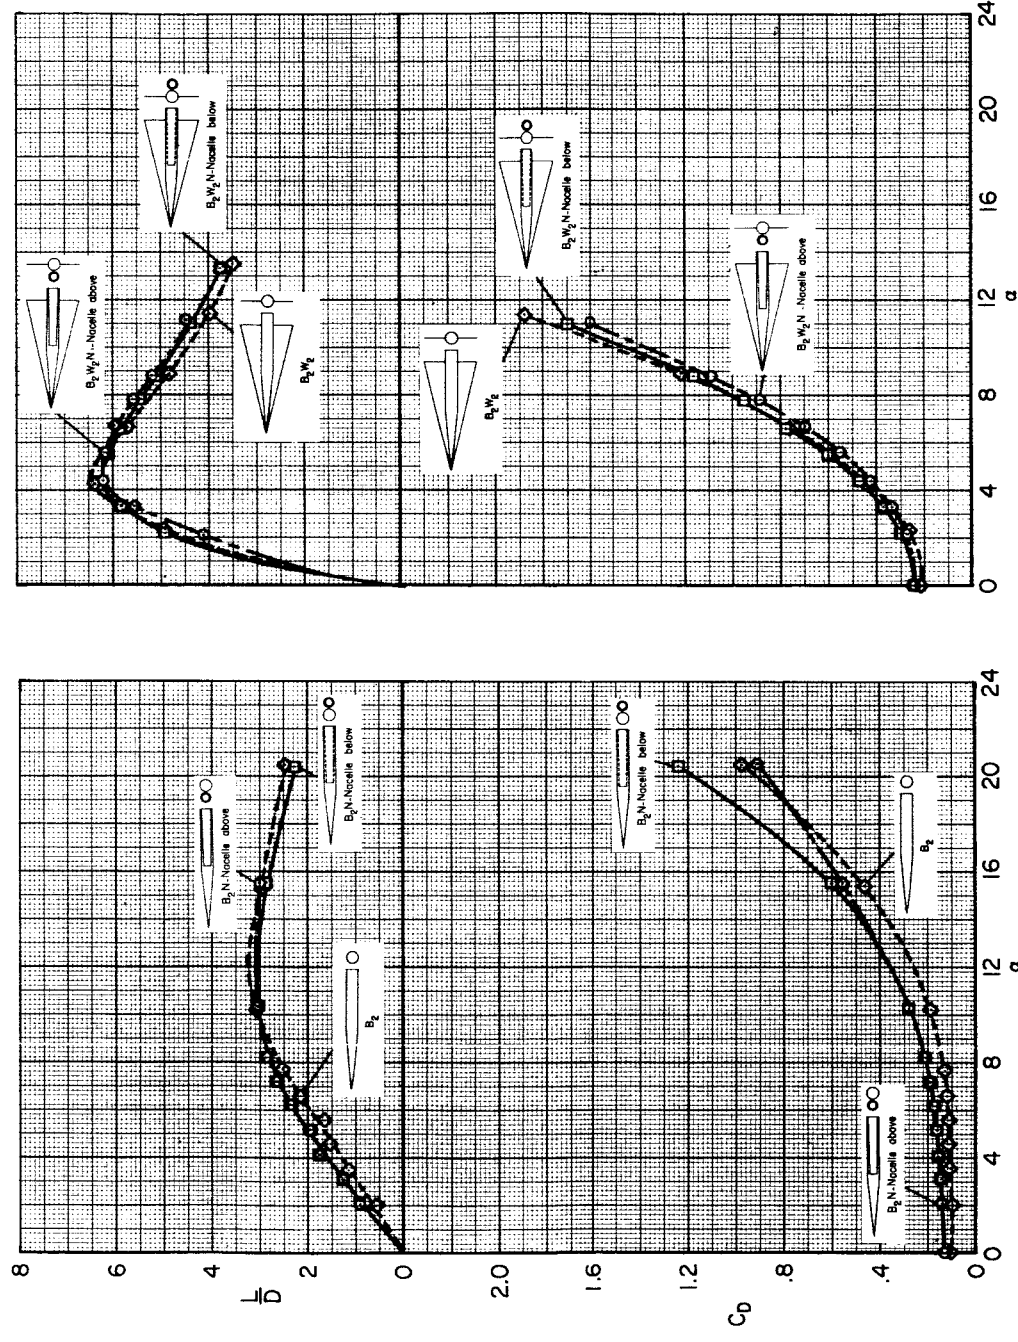 8
6
4
2
0
L/D
2.0
1.6
1.2
.8
.4
0
C_D
0 4 8 12 16 20 24
α
0 4 8 12 16 20 24
α
B₂N-Nacelle above
B₂N-Nacelle below
B₂
B₂N-Nacelle below
B₂
B₂N-Nacelle above
B₂W₂N-Nacelle above
B₂W₂N-Nacelle below
B₂W₂
B₂W₂
B₂W₂N-Nacelle below
B₂W₂N-Nacelle above